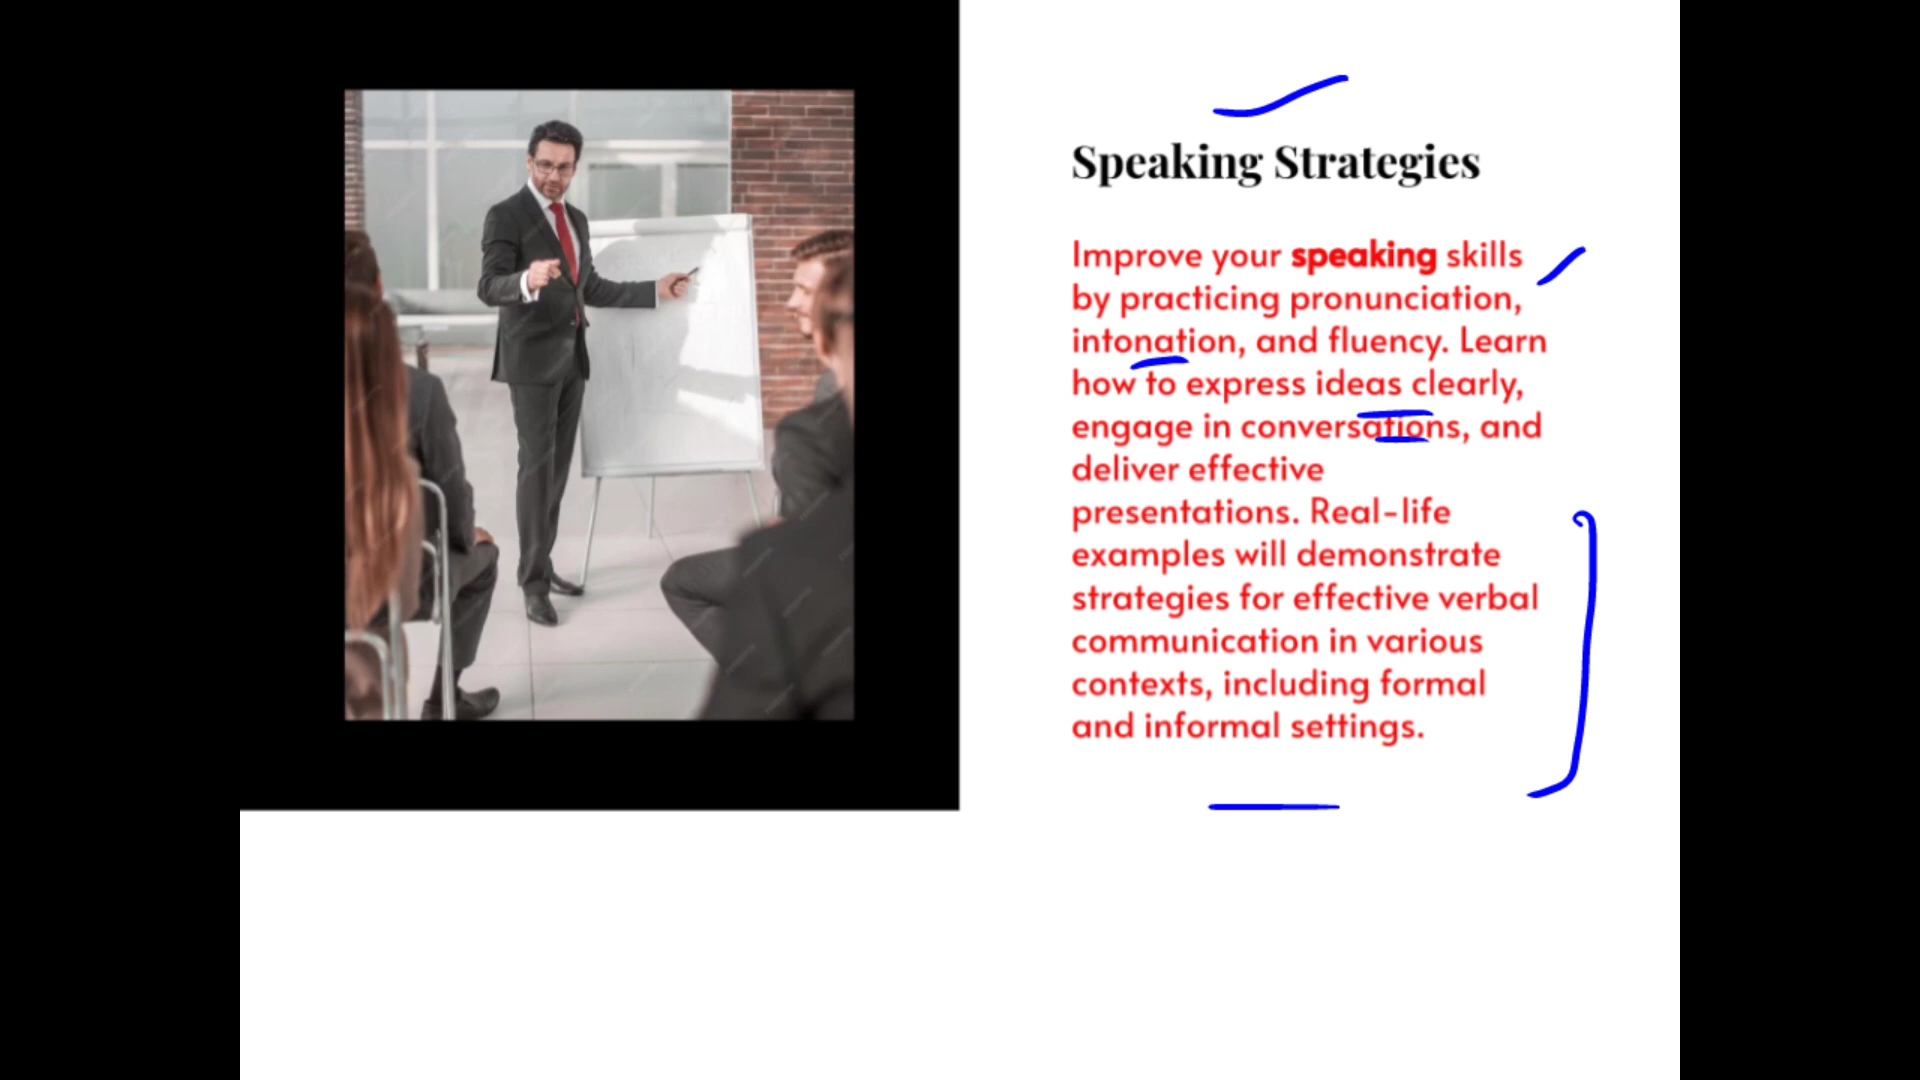 Speaking Strategies
Improve your speaking skills
by practicing pronunciation,
intonation, and fluency. Learn
how to express ideas clearly,
engage in conversations, and
deliver effective
presentations. Real-life
examples will demonstrate
strategies for effective verbal
communication in various
contexts, including formal
and informal settings.